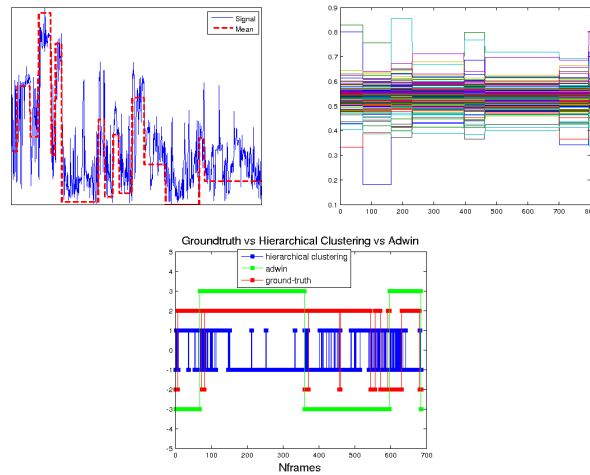 Signal
Mean
0.9
0.8
0.7
0.6
0.5
0.4
0.3
0.2
0.1
0 100 200 300 400 500 600 700 80
Groundtruth vs Hierarchical Clustering vs Adwin
5
4
3
2
1
0
-1
-2
-3
-4
-5
hierarchical clustering
adwin
ground-truth
0 100 200 300 400 500 600 700
Nframes